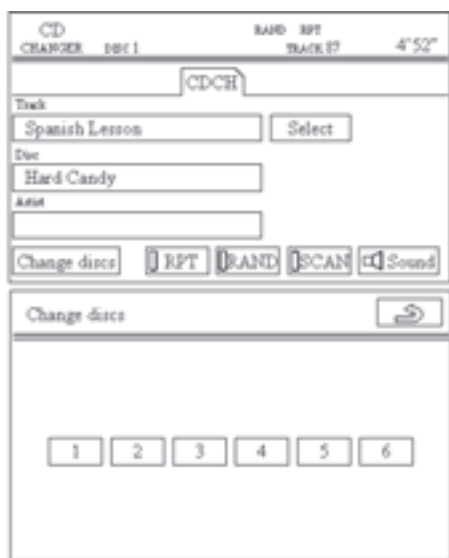 CD RAND RPT
CHANGER DISC 1 TRACK 87 4'52"
CDCH
Track
Spanish Lesson Select
Disc
Hard Candy
Artist
Change discs RPT RAND SCAN Sound
Change discs
1 2 3 4 5 6